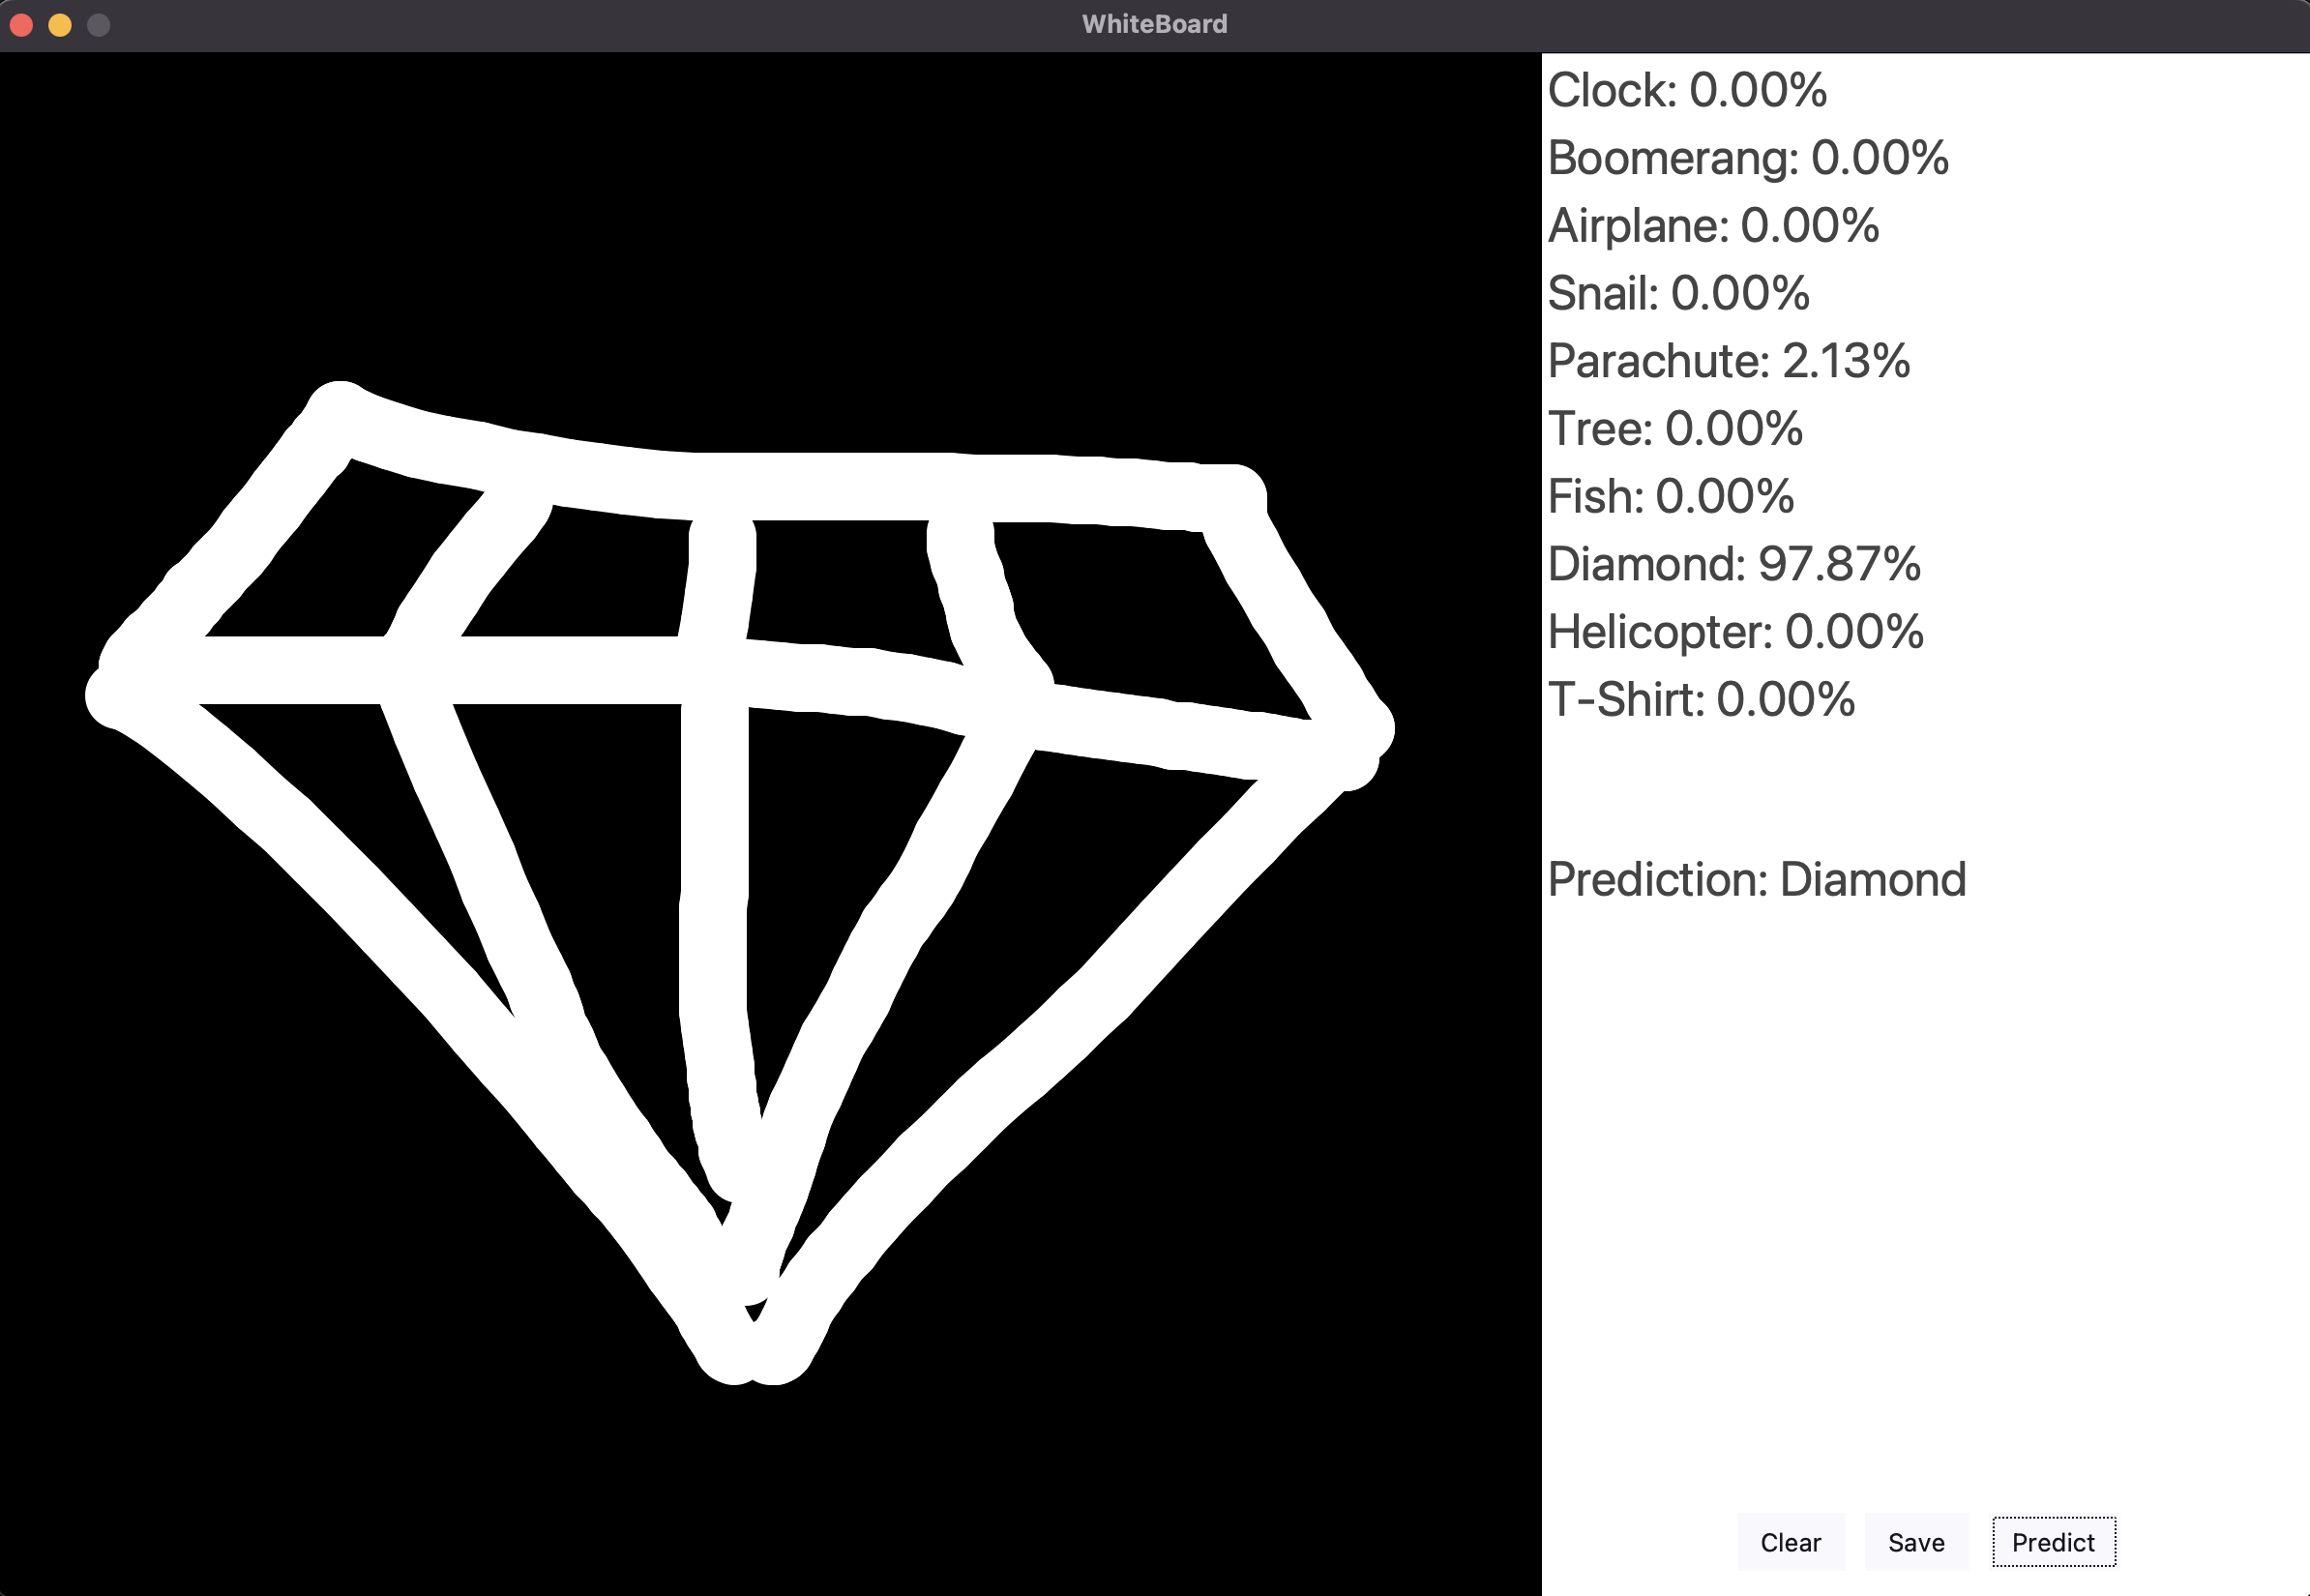 WhiteBoard
Clock: 0.00%
Boomerang: 0.00%
Airplane: 0.00%
Snail: 0.00%
Parachute: 2.13%
Tree: 0.00%
Fish: 0.00%
Diamond: 97.87%
Helicopter: 0.00%
T-Shirt: 0.00%
Prediction: Diamond
Clear Save Predict